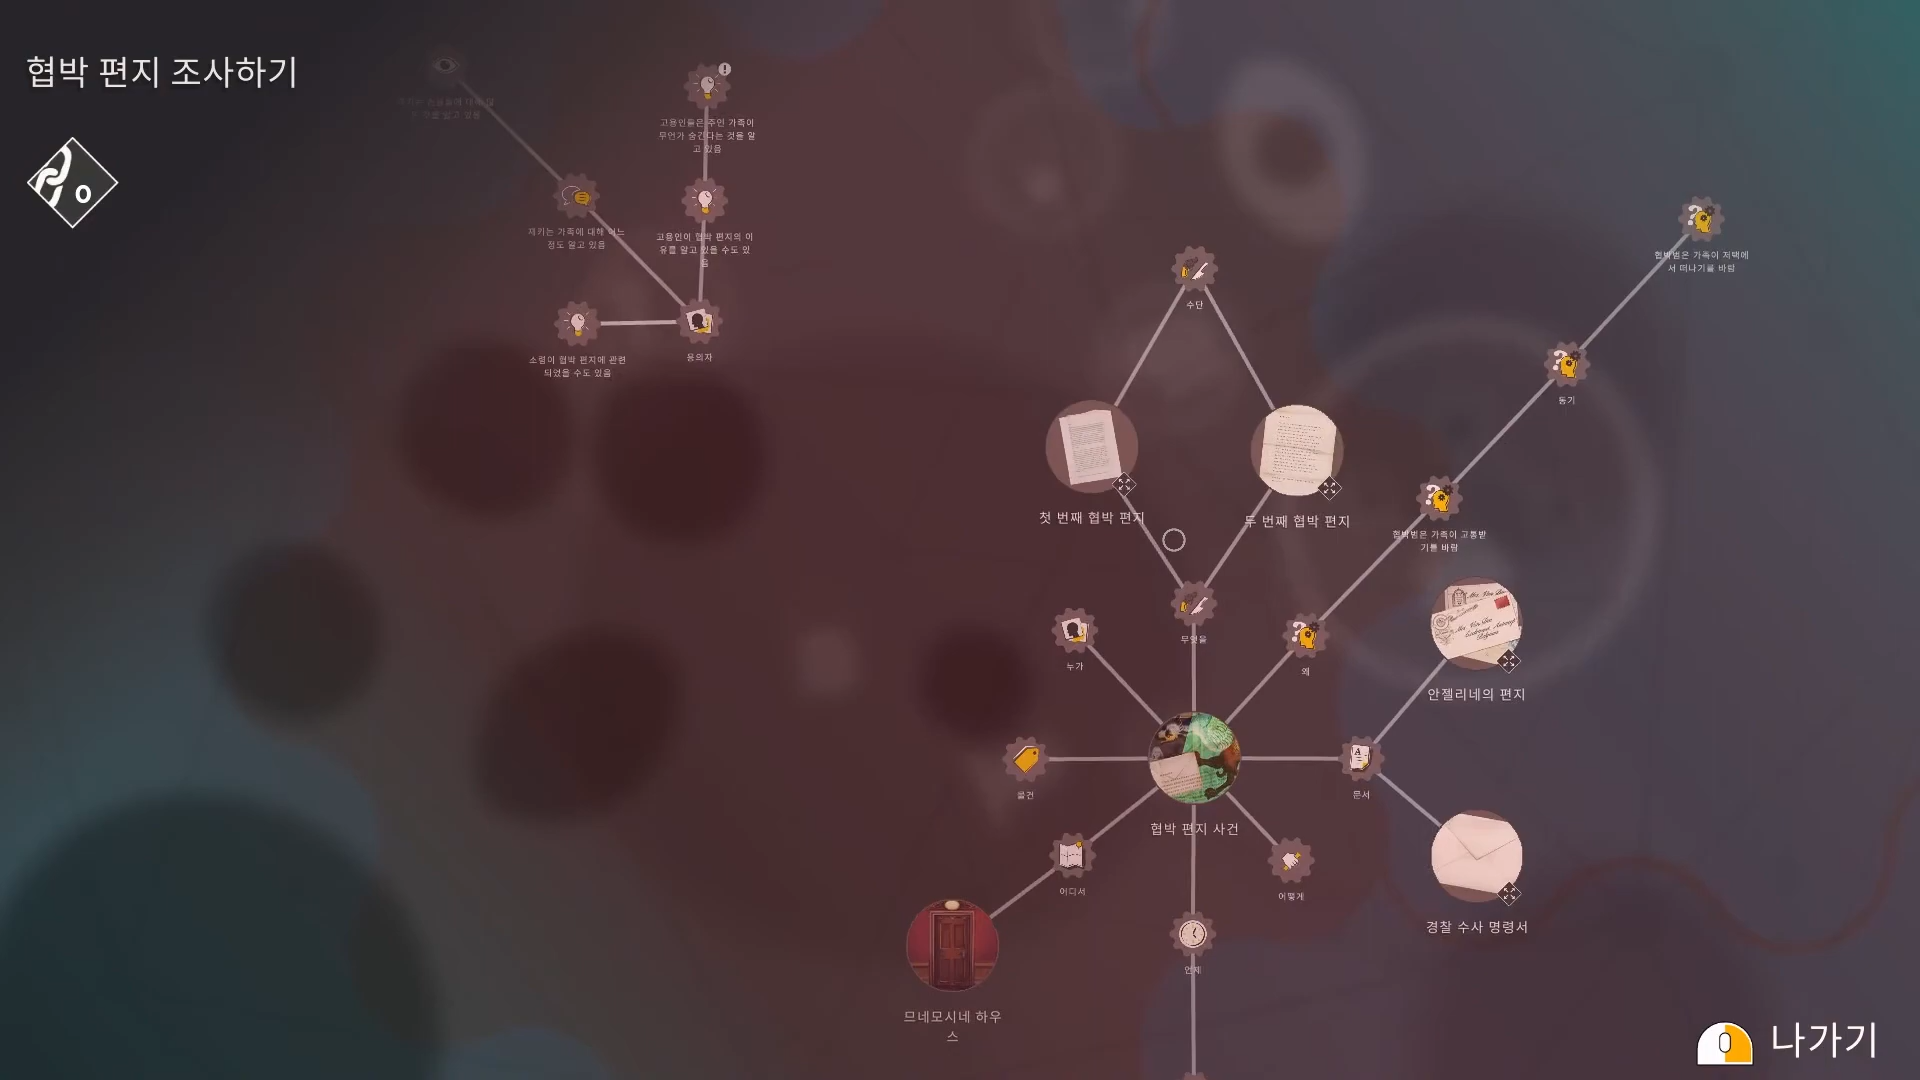 협박 편지 조사하기
0
고용인들은 주인 가족이
무언가 숨긴다는 것을 알
고 있음
재키는 가족에 대해 어느
정도 알고 있음
고용인이 협박 편지의 이
유를 알고 있을 수도 있
음
소령이 협박 편지에 관련
되었을 수도 있음
용의자
수단
협박범은 가족이 저택에
서 떠나기를 바람
동기
첫 번째 협박 편지
두 번째 협박 편지
협박범은 가족이 고통받
기를 바람
누가
무엇을
왜
안젤리네의 편지
물건
협박 편지 사건
문서
어디서
어떻게
경찰 수사 명령서
언제
므네모시네 하우
스
나가기